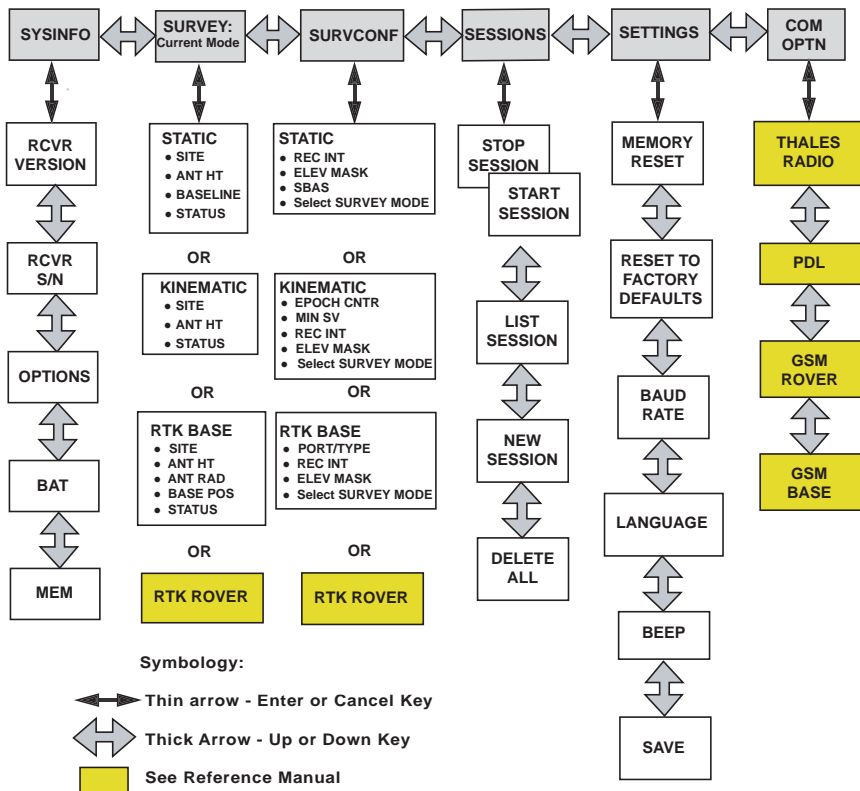 SYSINFO
SURVEY:
Current Mode
SURVCONF
SESSIONS
SETTINGS
COM
OPTN
RCVR
VERSION
RCVR
S/N
OPTIONS
BAT
MEM
STATIC
● SITE
● ANT HT
● BASELINE
● STATUS
OR
KINEMATIC
● SITE
● ANT HT
● STATUS
OR
RTK BASE
● SITE
● ANT HT
● ANT RAD
● BASE POS
● STATUS
OR
RTK ROVER
STATIC
● REC INT
● ELEV MASK
● SBAS
● Select SURVEY MODE
OR
KINEMATIC
● EPOCH CNTR
● MIN SV
● REC INT
● ELEV MASK
● Select SURVEY MODE
OR
RTK BASE
● PORT/TYPE
● REC INT
● ELEV MASK
● Select SURVEY MODE
OR
RTK ROVER
STOP
SESSION
START
SESSION
LIST
SESSION
NEW
SESSION
DELETE
ALL
MEMORY
RESET
RESET TO
FACTORY
DEFAULTS
BAUD
RATE
LANGUAGE
BEEP
SAVE
THALES
RADIO
PDL
GSM
ROVER
GSM
BASE
Symbology:
Thin arrow - Enter or Cancel Key
Thick Arrow - Up or Down Key
See Reference Manual